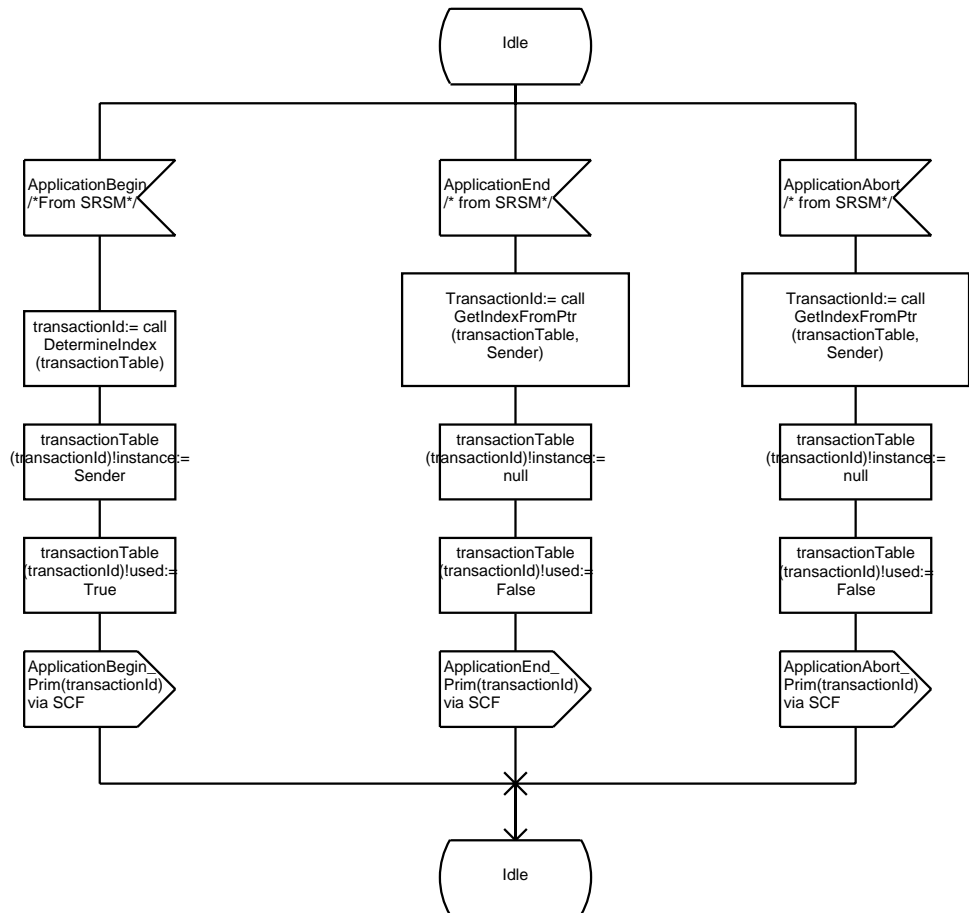 Idle
ApplicationBegin
/*From SRSM*/
ApplicationEnd
/* from SRSM*/
ApplicationAbort
/* from SRSM*/
transactionId:= call
DetermineIndex
(transactionTable)
TransactionId:= call
GetIndexFromPtr
(transactionTable,
Sender)
TransactionId:= call
GetIndexFromPtr
(transactionTable,
Sender)
transactionTable
(transactionId)!instance:=
Sender
transactionTable
(transactionId)!instance:=
null
transactionTable
(transactionId)!instance:=
null
transactionTable
(transactionId)!used:=
True
transactionTable
(transactionId)!used:=
False
transactionTable
(transactionId)!used:=
False
ApplicationBegin_
Prim(transactionId)
via SCF
ApplicationEnd_
Prim(transactionId)
via SCF
ApplicationAbort_
Prim(transactionId)
via SCF
Idle